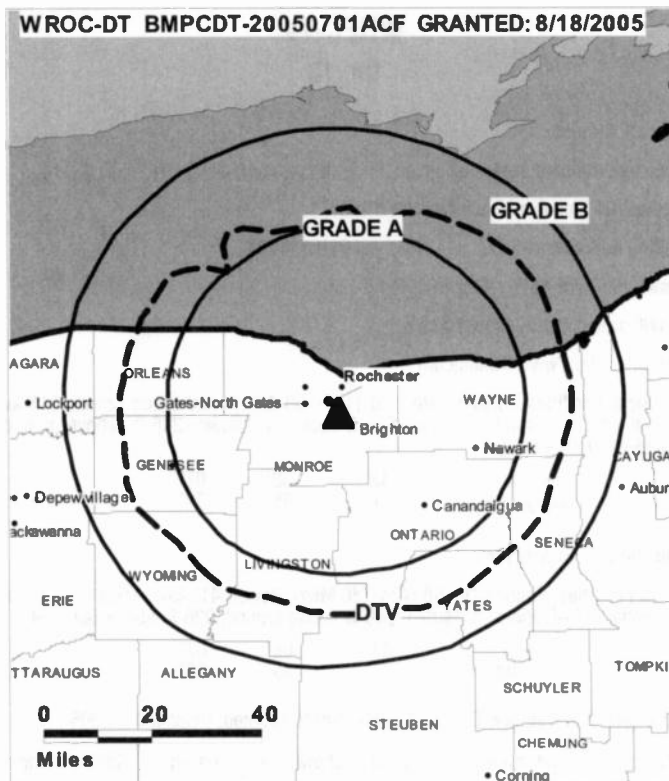 WROC-DT BMPCDT-20050701ACF GRANTED: 8/18/2005
GRADE B
GRADE A
AGARA
ORLEANS
Rochester
WAYNE
Lockport
Gates-North Gates
Brighton
Newark
GENESEE
MONROE
CAYUGA
Depew village
Aubur
Canandaigua
ackawanna
ONTARIO
SENECA
LIVINGSTON
WYOMING
ERIE
DTV
YATES
TTARAUGUS
ALLEGANY
TOMPKI
SCHUYLER
0 20 40
STEUBEN
Miles
CHEMUNG
Corning